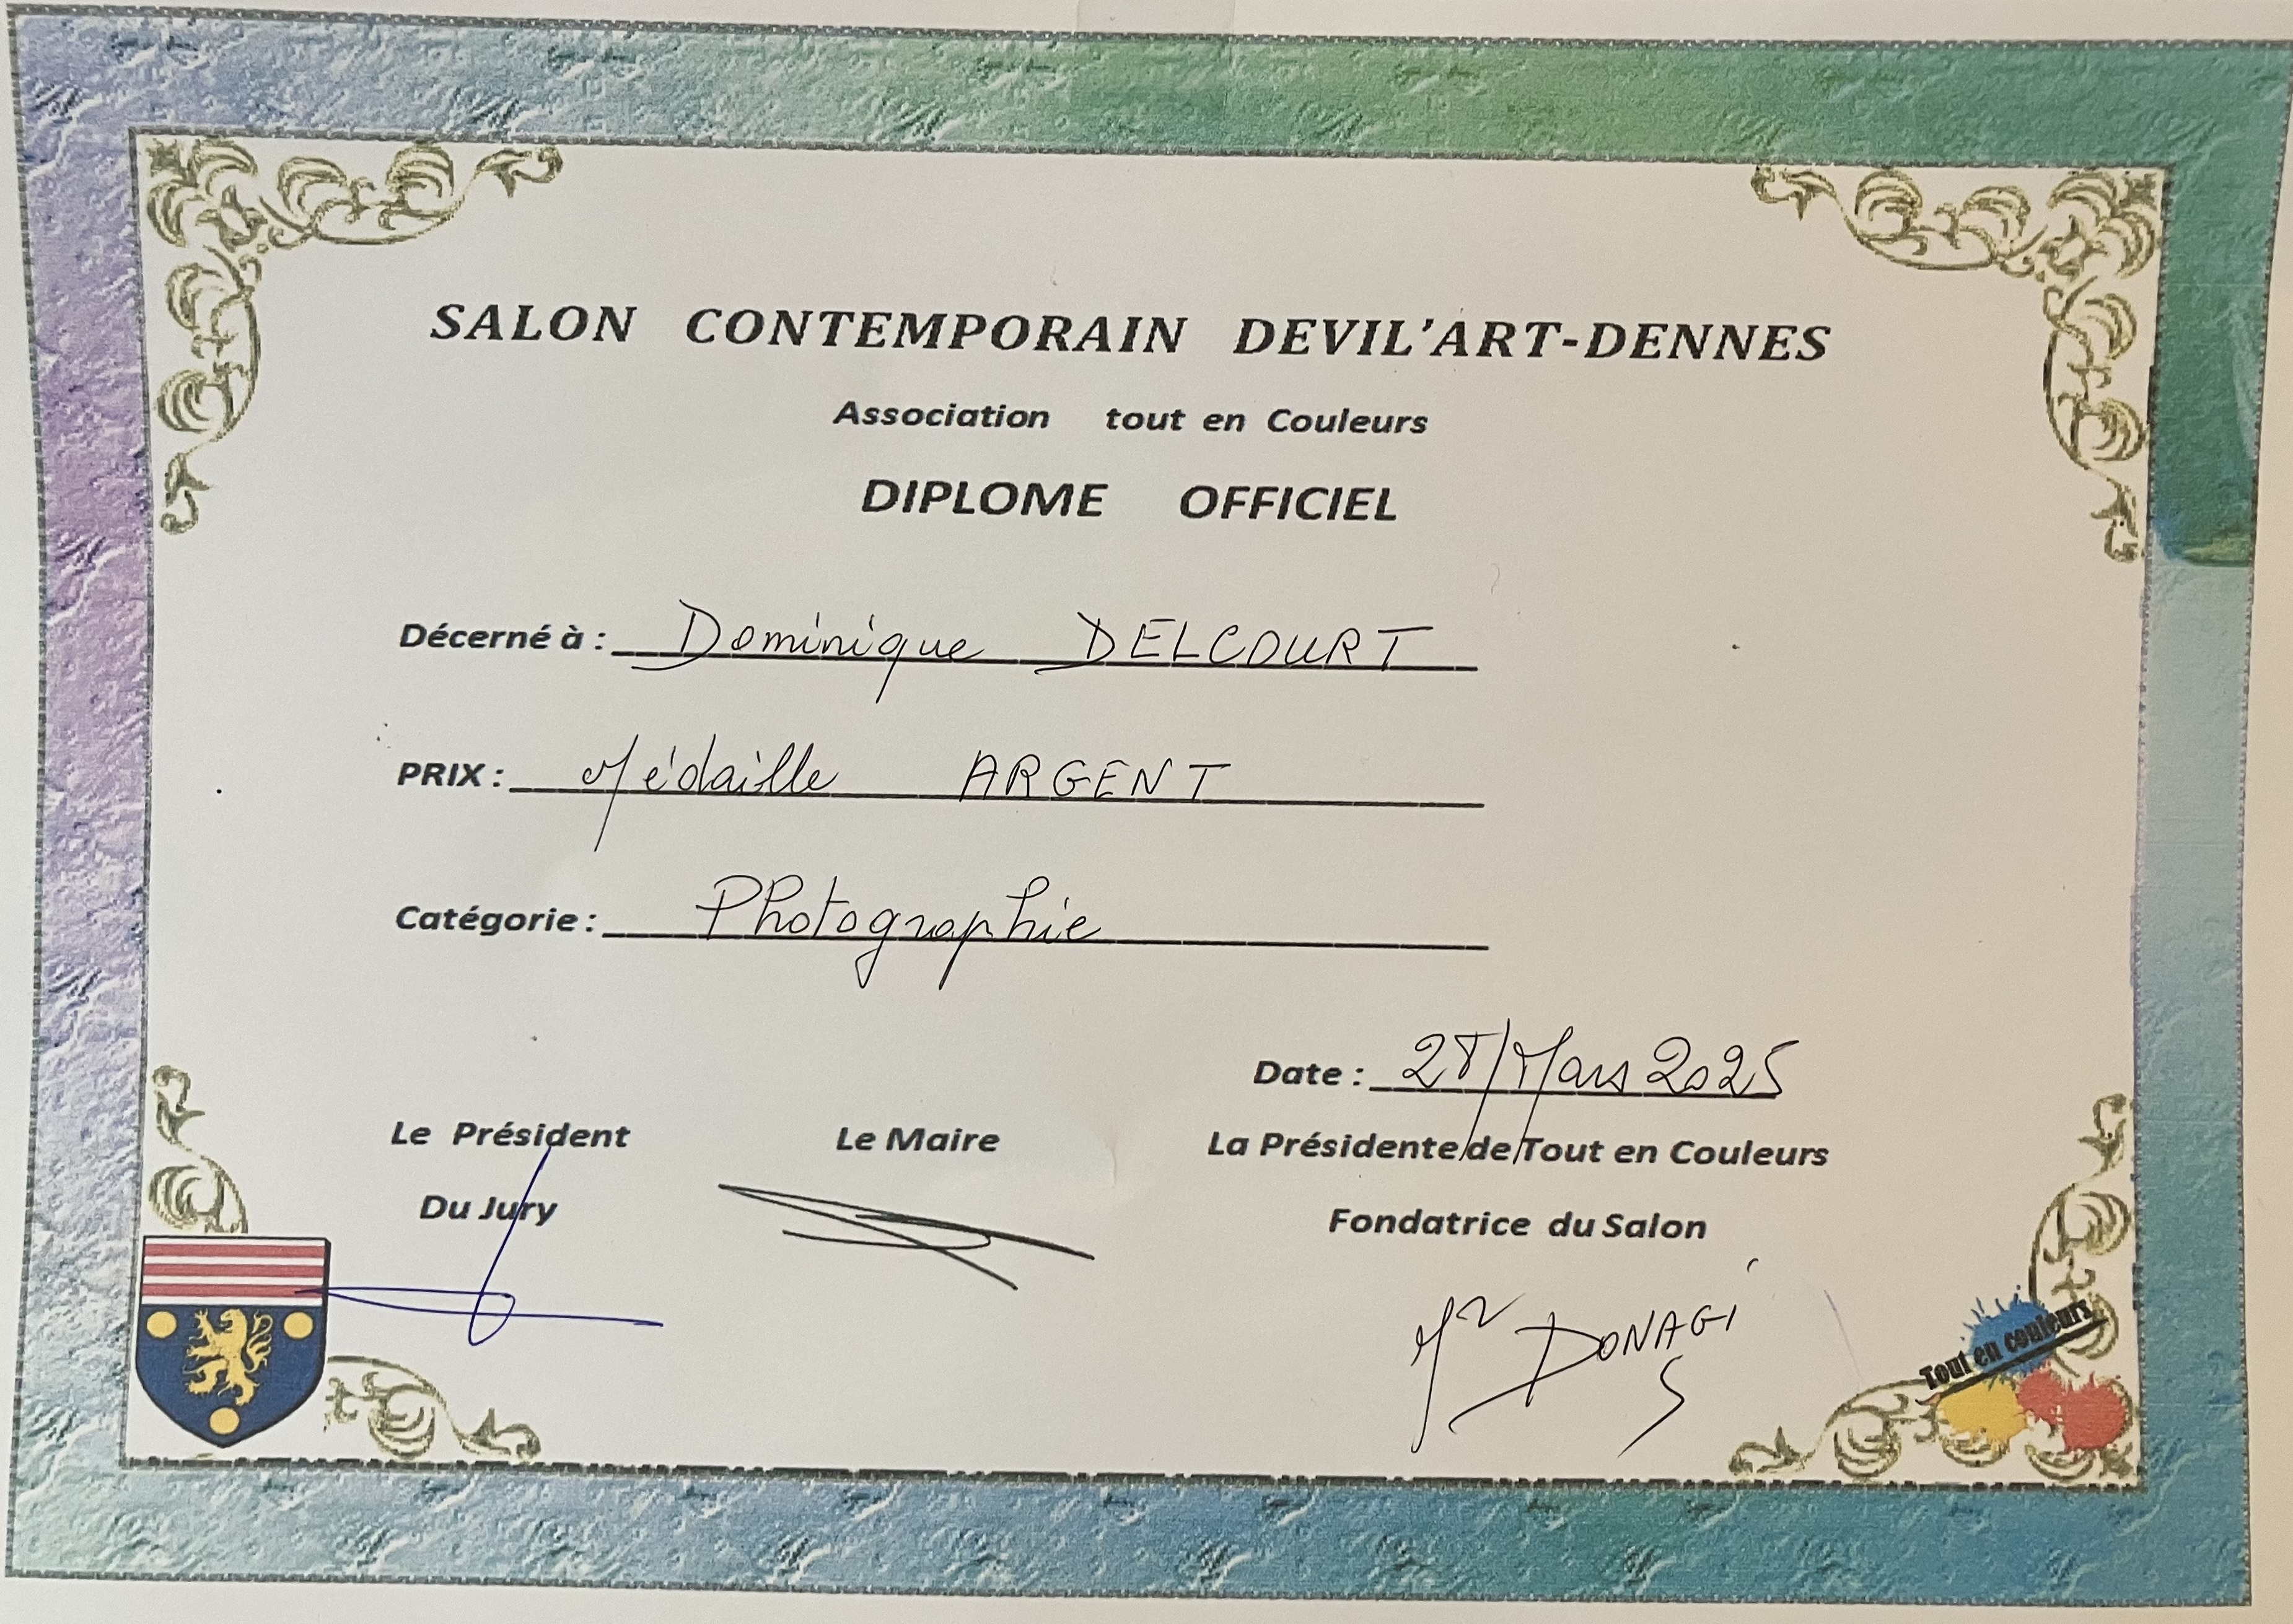 SALON CONTEMPORAIN DEVIL'ART-DENNES
Association tout en Couleurs
DIPLOME OFFICIEL
Décerné à : Dominique DELCOURT
PRIX : Médaille ARGENT
Catégorie : Photographie
Date : 28/Mars 2025
Le Président Le Maire La Présidente de Tout en Couleurs
Du Jury Fondatrice du Salon
DONAGI
Tout en couleurs